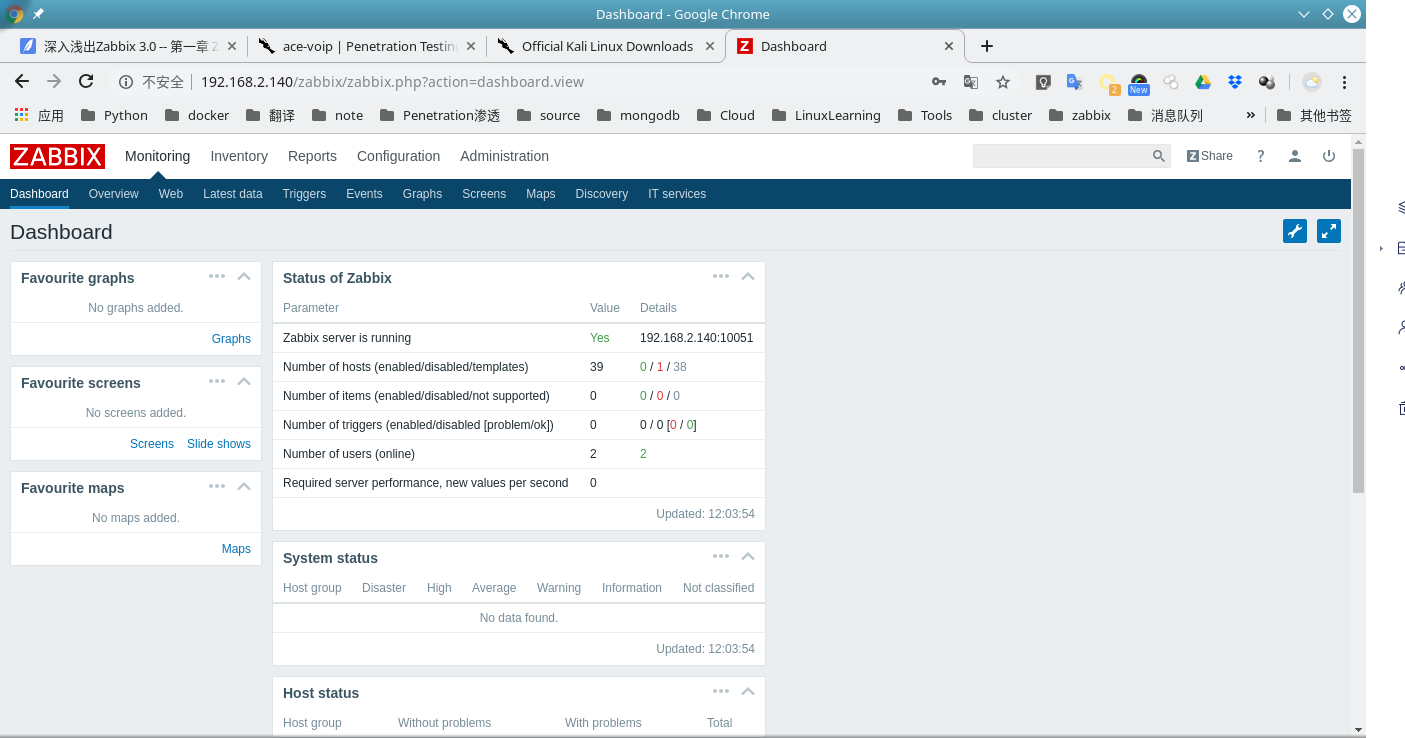 Dashboard - Google Chrome
深入浅出Zabbix 3.0 -- 第一章 Z
ace-voip | Penetration Testing
Official Kali Linux Downloads
Dashboard
不安全
192.168.2.140/zabbix/zabbix.php?action=dashboard.view
2
New
应用
Python
docker
翻译
note
Penetration渗透
source
mongodb
Cloud
LinuxLearning
Tools
cluster
zabbix
消息队列
»
其他书签
ZABBIX
Monitoring
Inventory
Reports
Configuration
Administration
Z Share
?
Dashboard
Overview
Web
Latest data
Triggers
Events
Graphs
Screens
Maps
Discovery
IT services
Dashboard
Favourite graphs
No graphs added.
Graphs
Favourite screens
No screens added.
Screens Slide shows
Favourite maps
No maps added.
Maps
Status of Zabbix
Parameter Value Details
Zabbix server is running Yes 192.168.2.140:10051
Number of hosts (enabled/disabled/templates) 39 0 / 1 / 38
Number of items (enabled/disabled/not supported) 0 0 / 0 / 0
Number of triggers (enabled/disabled [problem/ok]) 0 0 / 0 [0 / 0]
Number of users (online) 2 2
Required server performance, new values per second 0
Updated: 12:03:54
System status
Host group Disaster High Average Warning Information Not classified
No data found.
Updated: 12:03:54
Host status
Host group Without problems With problems Total